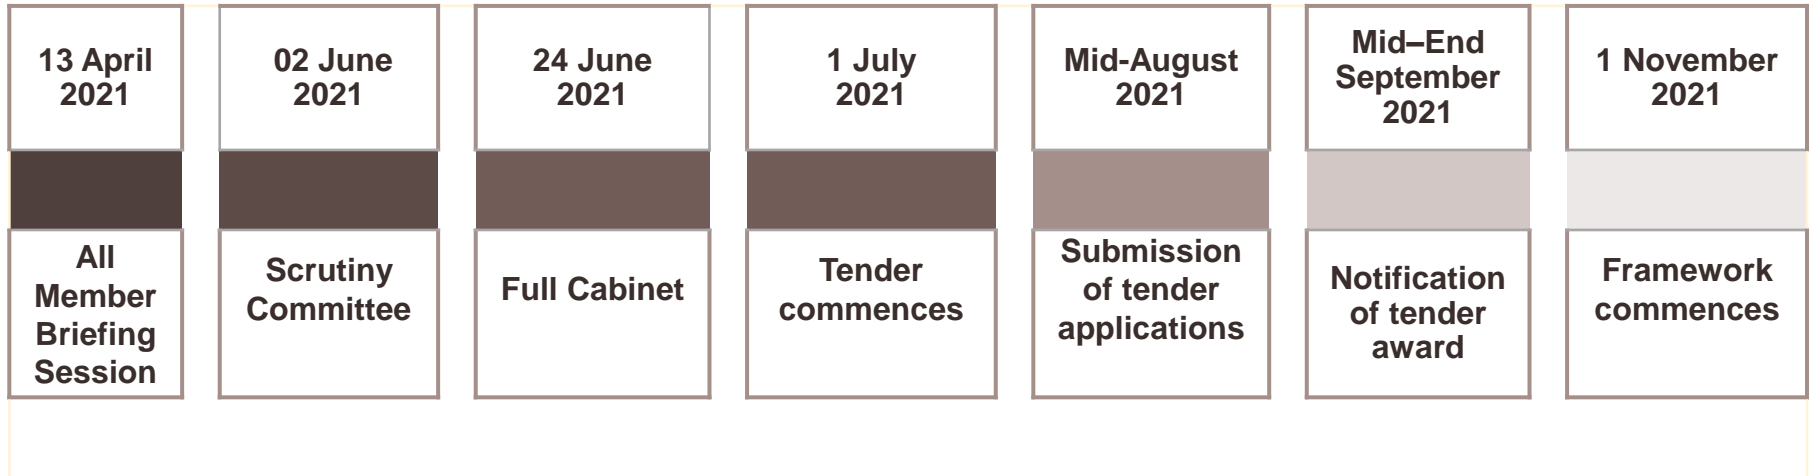 13 April
2021
02 June
2021
24 June
2021
1 July
2021
Mid-August
2021
Mid–End
September
2021
1 November
2021
All
Member
Briefing
Session
Scrutiny
Committee
Full Cabinet
Tender
commences
Submission
of tender
applications
Notification
of tender
award
Framework
commences